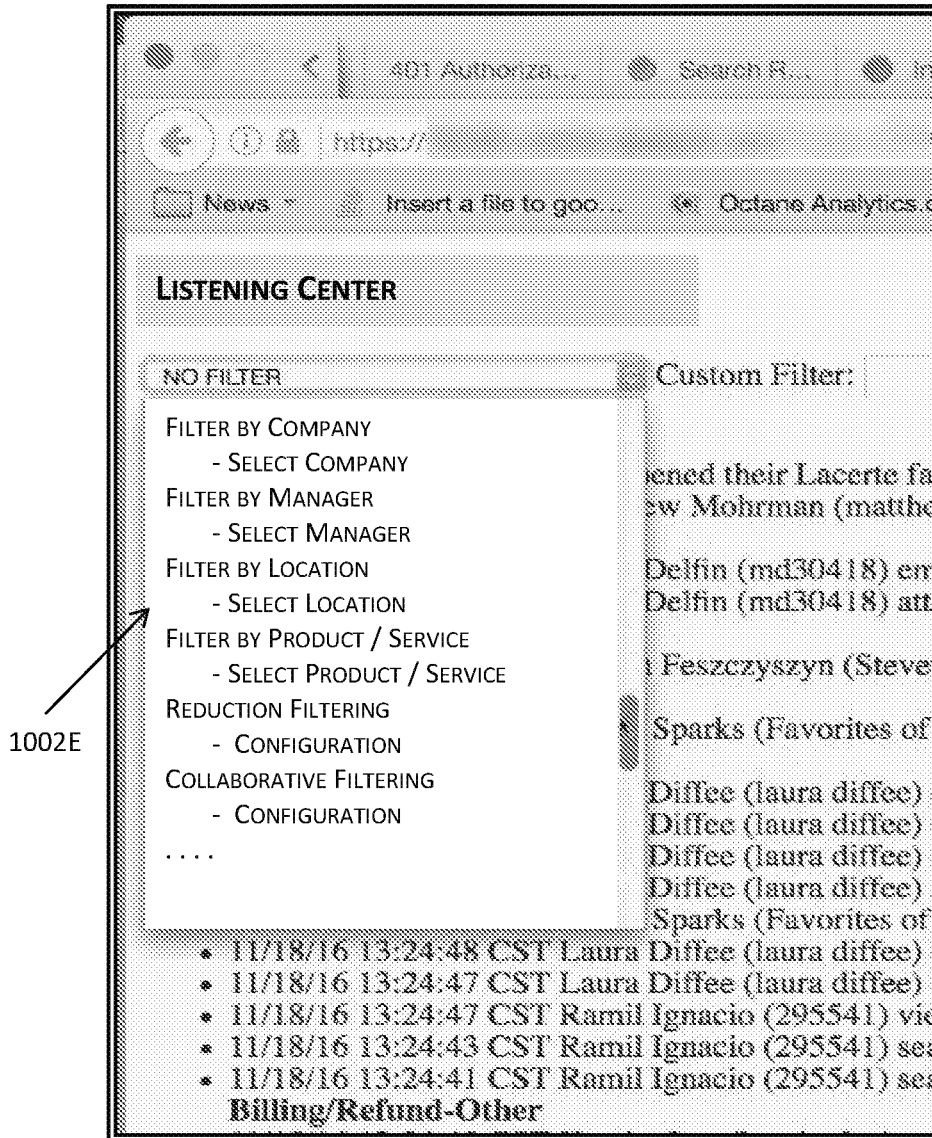 401 Authoriza... Search R... In
https://
News Insert a file to goo... Octane Analytics.c
LISTENING CENTER
NO FILTER
Custom Filter:
FILTER BY COMPANY
- SELECT COMPANY
FILTER BY MANAGER
- SELECT MANAGER
FILTER BY LOCATION
- SELECT LOCATION
FILTER BY PRODUCT / SERVICE
- SELECT PRODUCT / SERVICE
REDUCTION FILTERING
- CONFIGURATION
COLLABORATIVE FILTERING
- CONFIGURATION
. . . .
1002E
ened their Lacerte fa
ew Mohrman (matthe
Delfin (md30418) em
Delfin (md30418) att
Feszczyszyn (Steve
Sparks (Favorites of
Diffee (laura diffee)
Diffee (laura diffee)
Diffee (laura diffee)
Diffee (laura diffee)
Sparks (Favorites of
• 11/18/16 13:24:48 CST Laura Diffee (laura diffee)
• 11/18/16 13:24:47 CST Laura Diffee (laura diffee)
• 11/18/16 13:24:47 CST Ramil Ignacio (295541) vie
• 11/18/16 13:24:43 CST Ramil Ignacio (295541) sea
• 11/18/16 13:24:41 CST Ramil Ignacio (295541) sea
Billing/Refund-Other